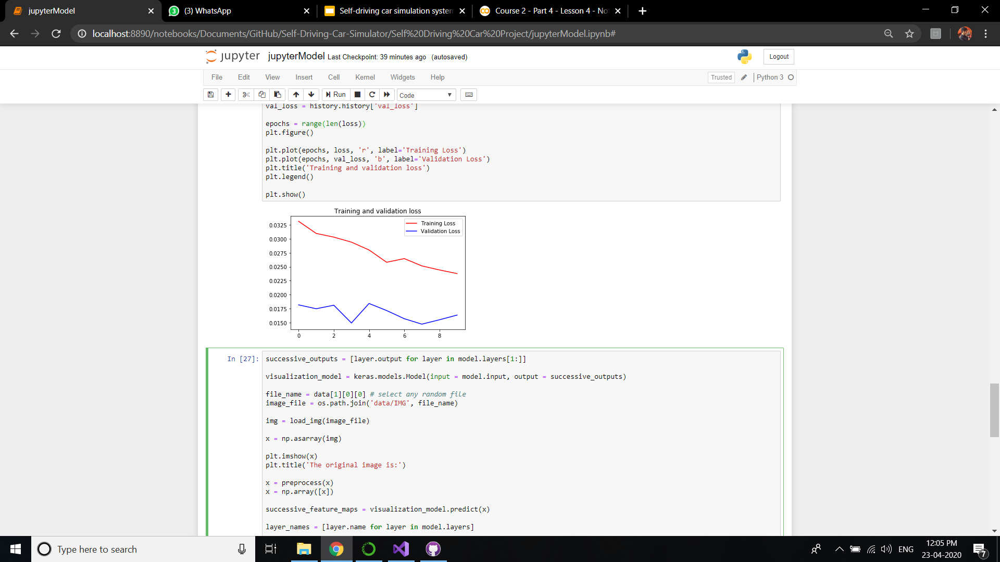 jupyterModel
(3) WhatsApp
Self-driving car simulation system
Course 2 - Part 4 - Lesson 4 - No
localhost:8890/notebooks/Documents/GitHub/Self-Driving-Car-Simulator/Self%20Driving%20Car%20Project/jupyterModel.ipynb#
jupyter jupyterModel Last Checkpoint: 39 minutes ago (autosaved)
Logout
File Edit View Insert Cell Kernel Widgets Help
Trusted
Python 3
Run
Code
val_loss = history.history['val_loss']
epochs = range(len(loss))
plt.figure()
plt.plot(epochs, loss, 'r', label='Training Loss')
plt.plot(epochs, val_loss, 'b', label='Validation Loss')
plt.title('Training and validation loss')
plt.legend()
plt.show()
Training and validation loss
Training Loss
Validation Loss
0.0325
0.0300
0.0275
0.0250
0.0225
0.0200
0.0175
0.0150
0 2 4 6 8
In [27]:
successive_outputs = [layer.output for layer in model.layers[1:]]
visualization_model = keras.models.Model(input = model.input, output = successive_outputs)
file_name = data[1][0][0] # select any random file
image_file = os.path.join('data/IMG', file_name)
img = load_img(image_file)
x = np.asarray(img)
plt.imshow(x)
plt.title('The original image is:')
x = preprocess(x)
x = np.array([x])
successive_feature_maps = visualization_model.predict(x)
layer_names = [layer.name for layer in model.layers]
Type here to search
ENG
12:05 PM
23-04-2020
7